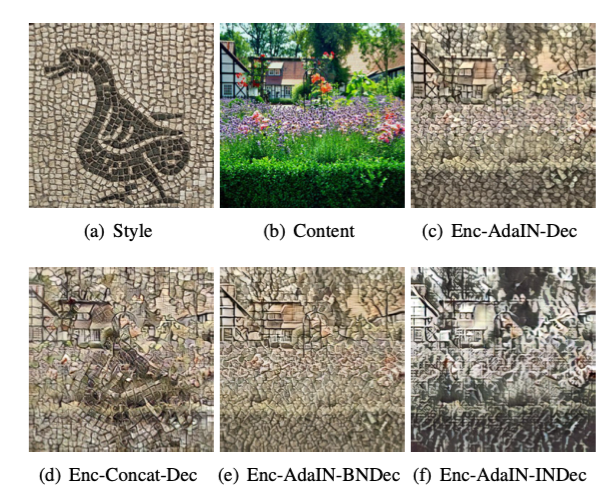 (a) Style
(b) Content
(c) Enc-AdaIN-Dec
(d) Enc-Concat-Dec
(e) Enc-AdaIN-BNDec
(f) Enc-AdaIN-INDec